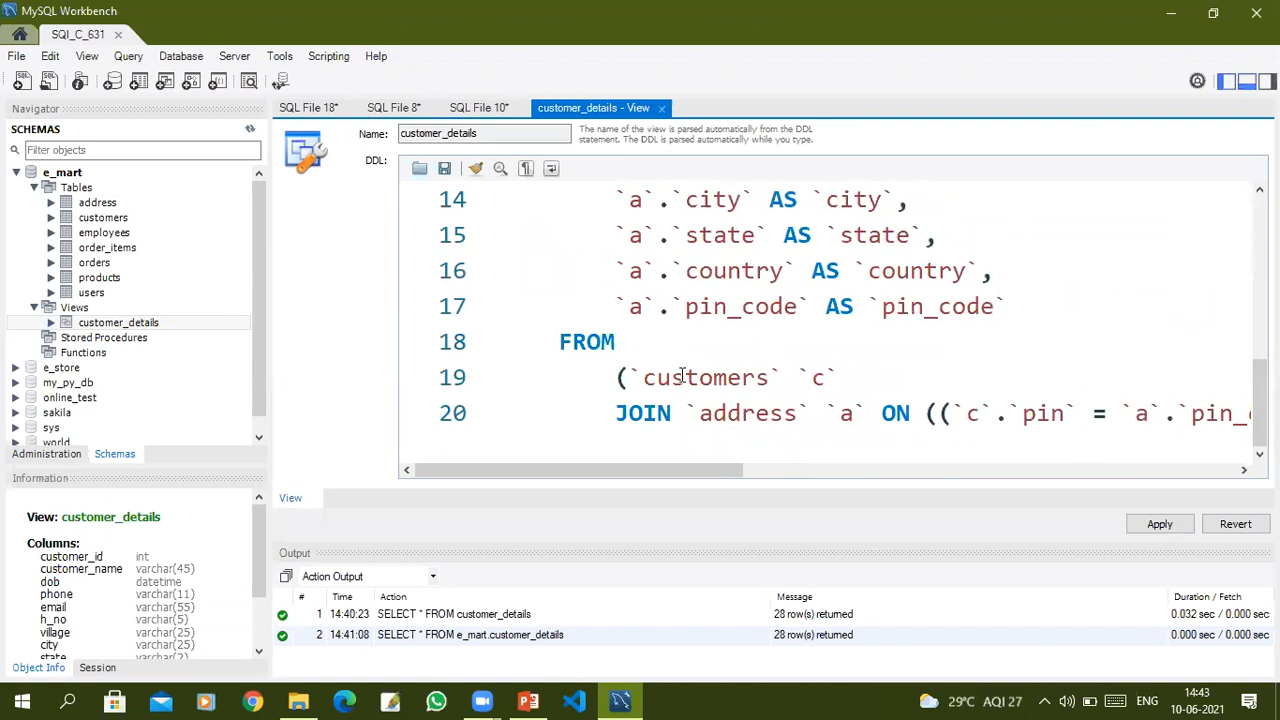 MySQL Workbench
SQl_C_631
File Edit View Query Database Server Tools Scripting Help
Navigator
SCHEMAS
Filter objects
e_mart
Tables
address
customers
employees
order_items
orders
products
users
Views
customer_details
Stored Procedures
Functions
e_store
my_py_db
online_test
sakila
sys
world
Administration Schemas
Information
View: customer_details
Columns:
customer_id int
customer_name varchar(45)
dob datetime
phone varchar(11)
email varchar(55)
h_no varchar(5)
village varchar(25)
city varchar(25)
state varchar(2)
Object Info Session
SQL File 18* SQL File 8* SQL File 10* customer_details - View
Name: customer_details
The name of the view is parsed automatically from the DDL
statement. The DDL is parsed automatically while you type.
DDL:
14 `a`.`city` AS `city`,
15 `a`.`state` AS `state`,
16 `a`.`country` AS `country`,
17 `a`.`pin_code` AS `pin_code`
18 FROM
19 (`customers` `c`
20 JOIN `address` `a` ON ((`c`.`pin` = `a`.`pin_
View
Apply Revert
Output
Action Output
# Time Action Message Duration / Fetch
1 14:40:23 SELECT * FROM customer_details 28 row(s) returned 0.032 sec / 0.000 sec
2 14:41:08 SELECT * FROM e_mart.customer_details 28 row(s) returned 0.000 sec / 0.000 sec
29°C AQI 27 ENG 14:43
10-06-2021